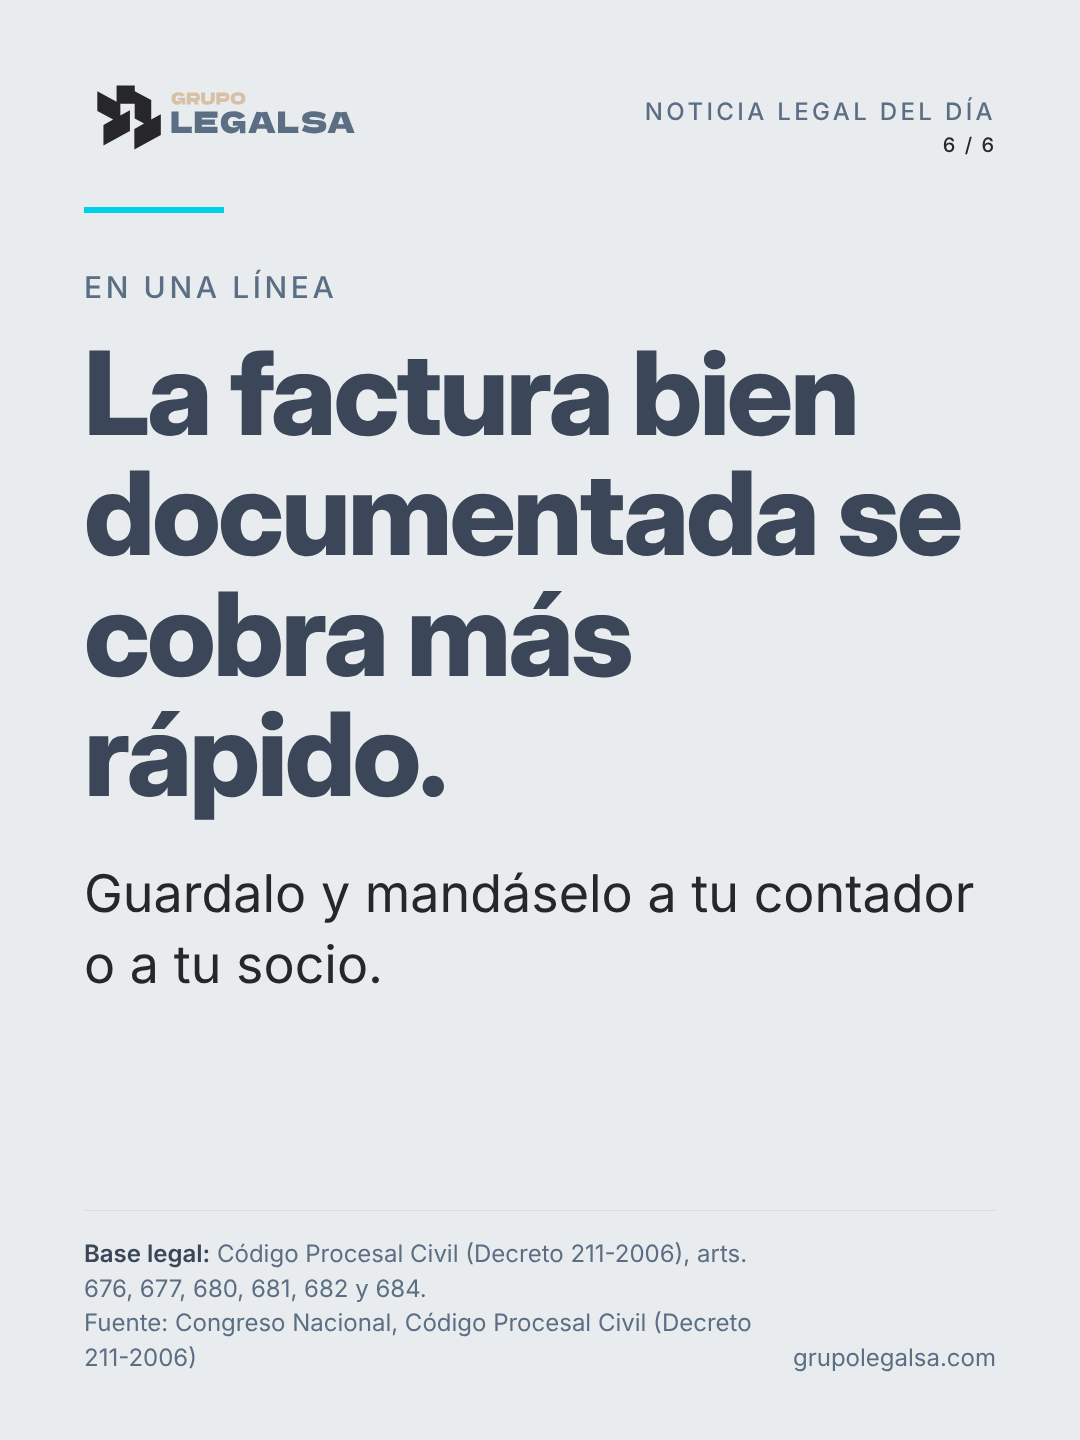 GRUPO
LEGALSA
NOTICIA LEGAL DEL DÍA
6 / 6
EN UNA LÍNEA
La factura bien
documentada se
cobra más
rápido.
Guardalo y mandáselo a tu contador
o a tu socio.
Base legal: Código Procesal Civil (Decreto 211-2006), arts.
676, 677, 680, 681, 682 y 684.
Fuente: Congreso Nacional, Código Procesal Civil (Decreto
211-2006)
grupolegalsa.com